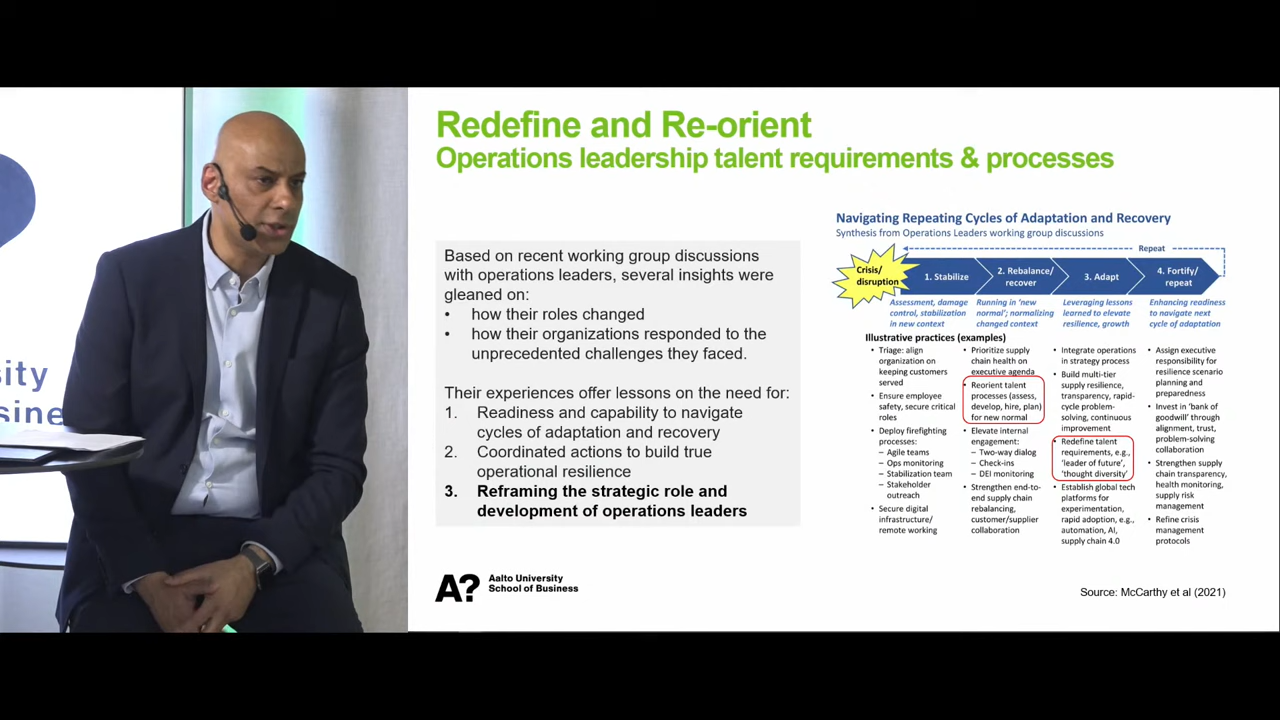 sity
sine
Redefine and Re-orient
Operations leadership talent requirements & processes
Based on recent working group discussions
with operations leaders, several insights were
gleaned on:
• how their roles changed
• how their organizations responded to the
unprecedented challenges they faced.
Their experiences offer lessons on the need for:
1. Readiness and capability to navigate
cycles of adaptation and recovery
2. Coordinated actions to build true
operational resilience
3. Reframing the strategic role and
development of operations leaders
Navigating Repeating Cycles of Adaptation and Recovery
Synthesis from Operations Leaders working group discussions
Repeat
Crisis/
disruption
1. Stabilize
2. Rebalance/
recover
3. Adapt
4. Fortify/
repeat
Assessment, damage
control, stabilization
in new context
Running in 'new
normal'; normalizing
changed context
Leveraging lessons
learned to elevate
resilience, growth
Enhancing readiness
to navigate next
cycle of adaptation
Illustrative practices (examples)
• Triage: align
organization on
keeping customers
served
• Ensure employee
safety, secure critical
roles
• Deploy firefighting
processes:
– Agile teams
– Ops monitoring
– Stabilization team
– Stakeholder
outreach
• Secure digital
infrastructure/
remote working
• Prioritize supply
chain health on
executive agenda
• Reorient talent
processes (assess,
develop, hire, plan)
for new normal
• Elevate internal
engagement:
– Two-way dialog
– Check-ins
– DEI monitoring
• Strengthen end-to-
end supply chain
rebalancing,
customer/supplier
collaboration
• Integrate operations
in strategy process
• Build multi-tier
supply resilience,
transparency, rapid-
cycle problem-
solving, continuous
improvement
• Redefine talent
requirements, e.g.,
'leader of future',
'thought diversity'
• Establish global tech
platforms for
experimentation,
rapid adoption, e.g.,
automation, AI,
supply chain 4.0
• Assign executive
responsibility for
resilience scenario
planning and
preparedness
• Invest in 'bank of
goodwill' through
alignment, trust,
problem-solving
collaboration
• Strengthen supply
chain transparency,
health monitoring,
supply risk
management
• Refine crisis
management
protocols
A?
Aalto University
School of Business
Source: McCarthy et al (2021)